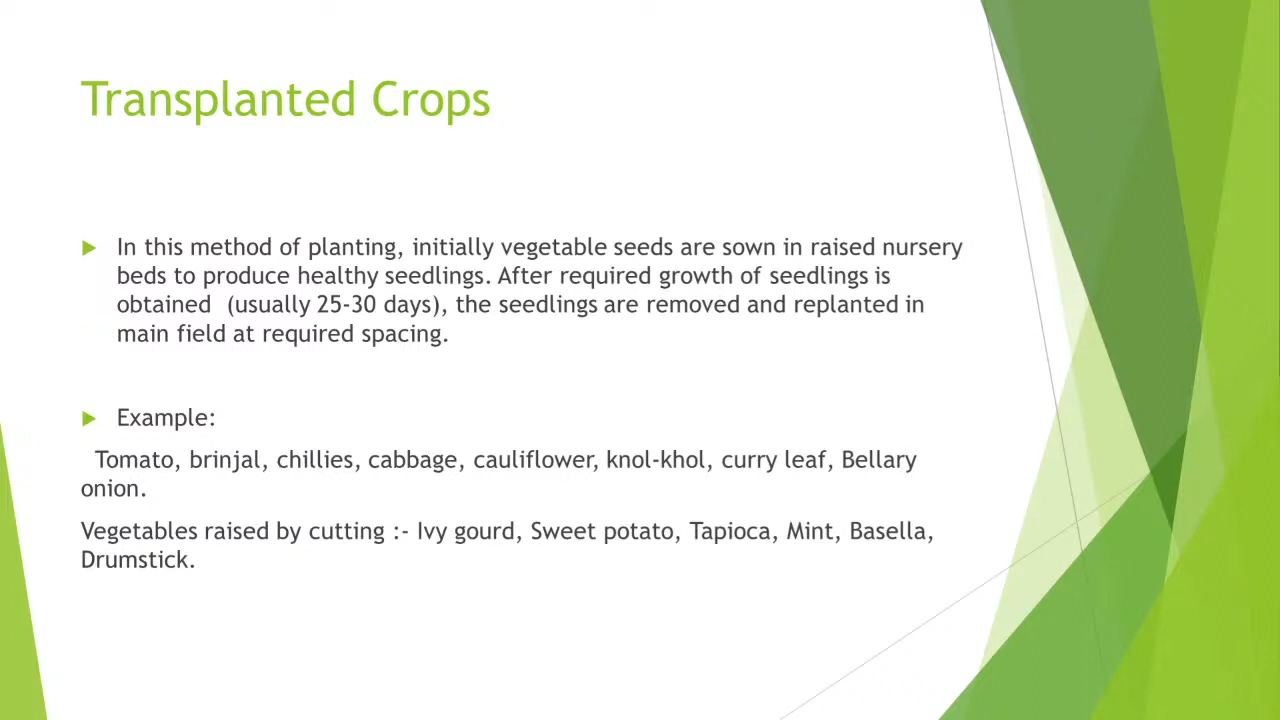 Transplanted Crops
In this method of planting, initially vegetable seeds are sown in raised nursery
beds to produce healthy seedlings. After required growth of seedlings is
obtained  (usually 25-30 days), the seedlings are removed and replanted in
main field at required spacing.
Example:
Tomato, brinjal, chillies, cabbage, cauliflower, knol-khol, curry leaf, Bellary
onion.
Vegetables raised by cutting :- Ivy gourd, Sweet potato, Tapioca, Mint, Basella,
Drumstick.